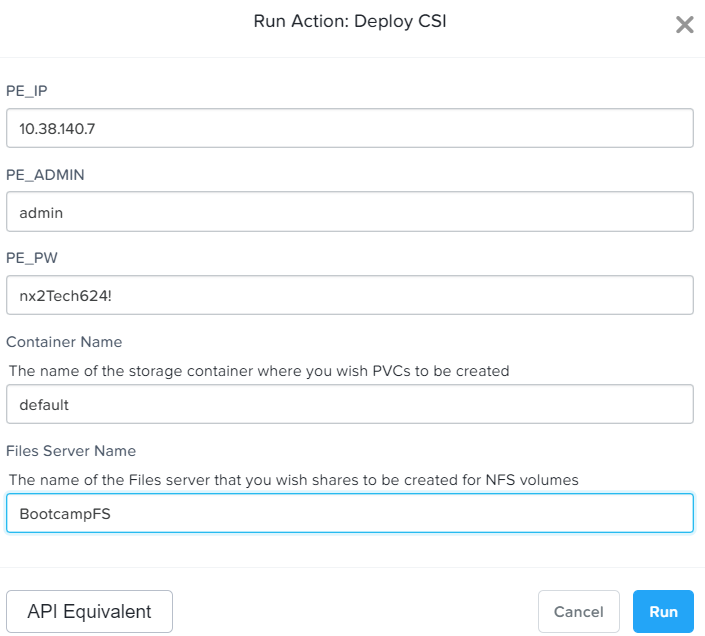 Run Action: Deploy CSI
PE_IP
10.38.140.7
PE_ADMIN
admin
PE_PW
nx2Tech624!
Container Name
The name of the storage container where you wish PVCs to be created
default
Files Server Name
The name of the Files server that you wish shares to be created for NFS volumes
BootcampFS
API Equivalent
Cancel
Run